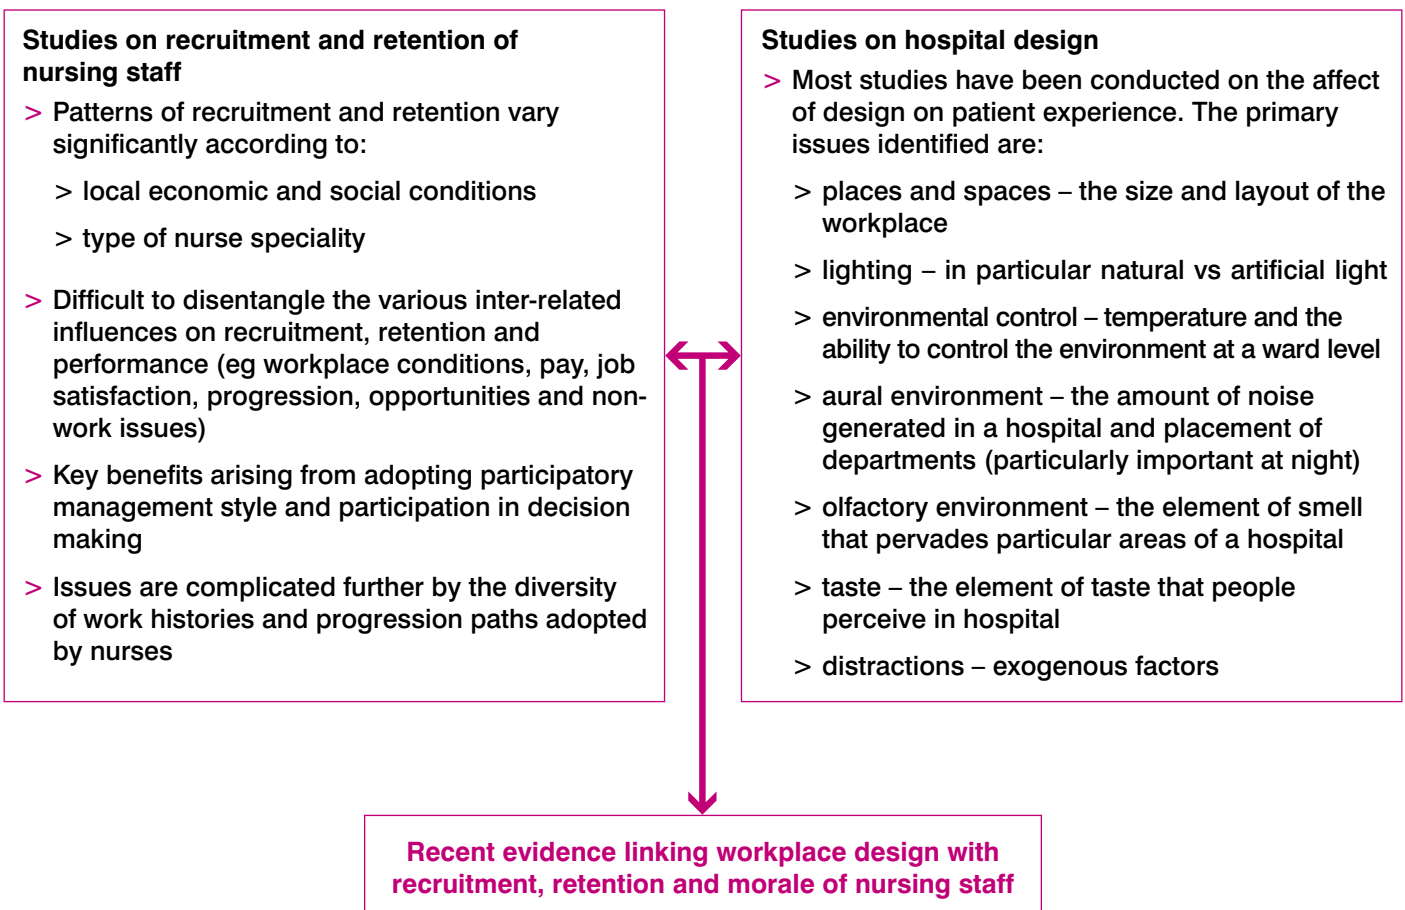 Studies on recruitment and retention of
nursing staff
> Patterns of recruitment and retention vary
significantly according to:
> local economic and social conditions
> type of nurse speciality
> Difficult to disentangle the various inter-related
influences on recruitment, retention and
performance (eg workplace conditions, pay, job
satisfaction, progression, opportunities and non-
work issues)
> Key benefits arising from adopting participatory
management style and participation in decision
making
> Issues are complicated further by the diversity
of work histories and progression paths adopted
by nurses
Studies on hospital design
> Most studies have been conducted on the affect
of design on patient experience. The primary
issues identified are:
> places and spaces – the size and layout of the
workplace
> lighting – in particular natural vs artificial light
> environmental control – temperature and the
ability to control the environment at a ward level
> aural environment – the amount of noise
generated in a hospital and placement of
departments (particularly important at night)
> olfactory environment – the element of smell
that pervades particular areas of a hospital
> taste – the element of taste that people
perceive in hospital
> distractions – exogenous factors
Recent evidence linking workplace design with
recruitment, retention and morale of nursing staff